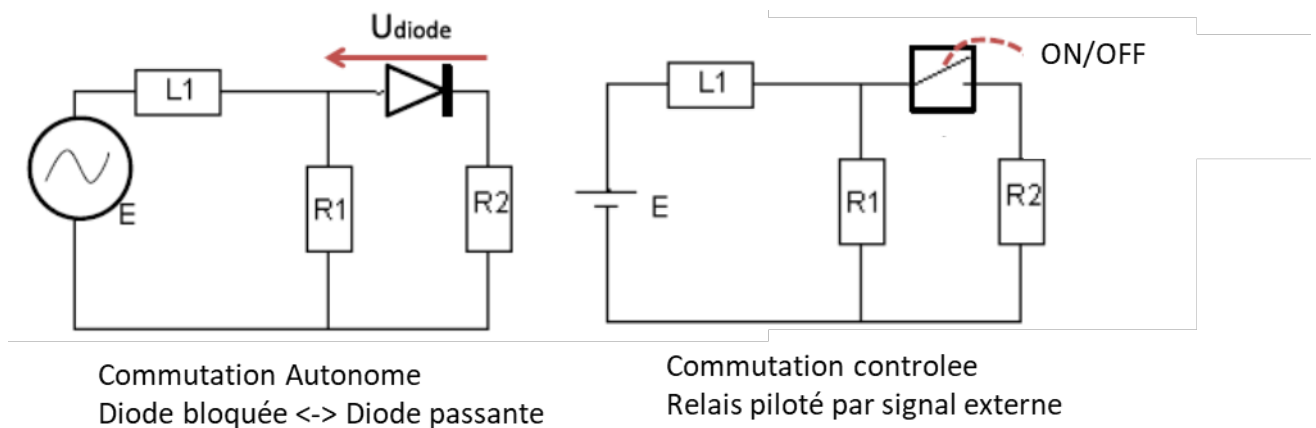 Udiode
L1
E
R1
R2
Commutation Autonome
Diode bloquée <-> Diode passante
ON/OFF
L1
E
R1
R2
Commutation controlee
Relais piloté par signal externe